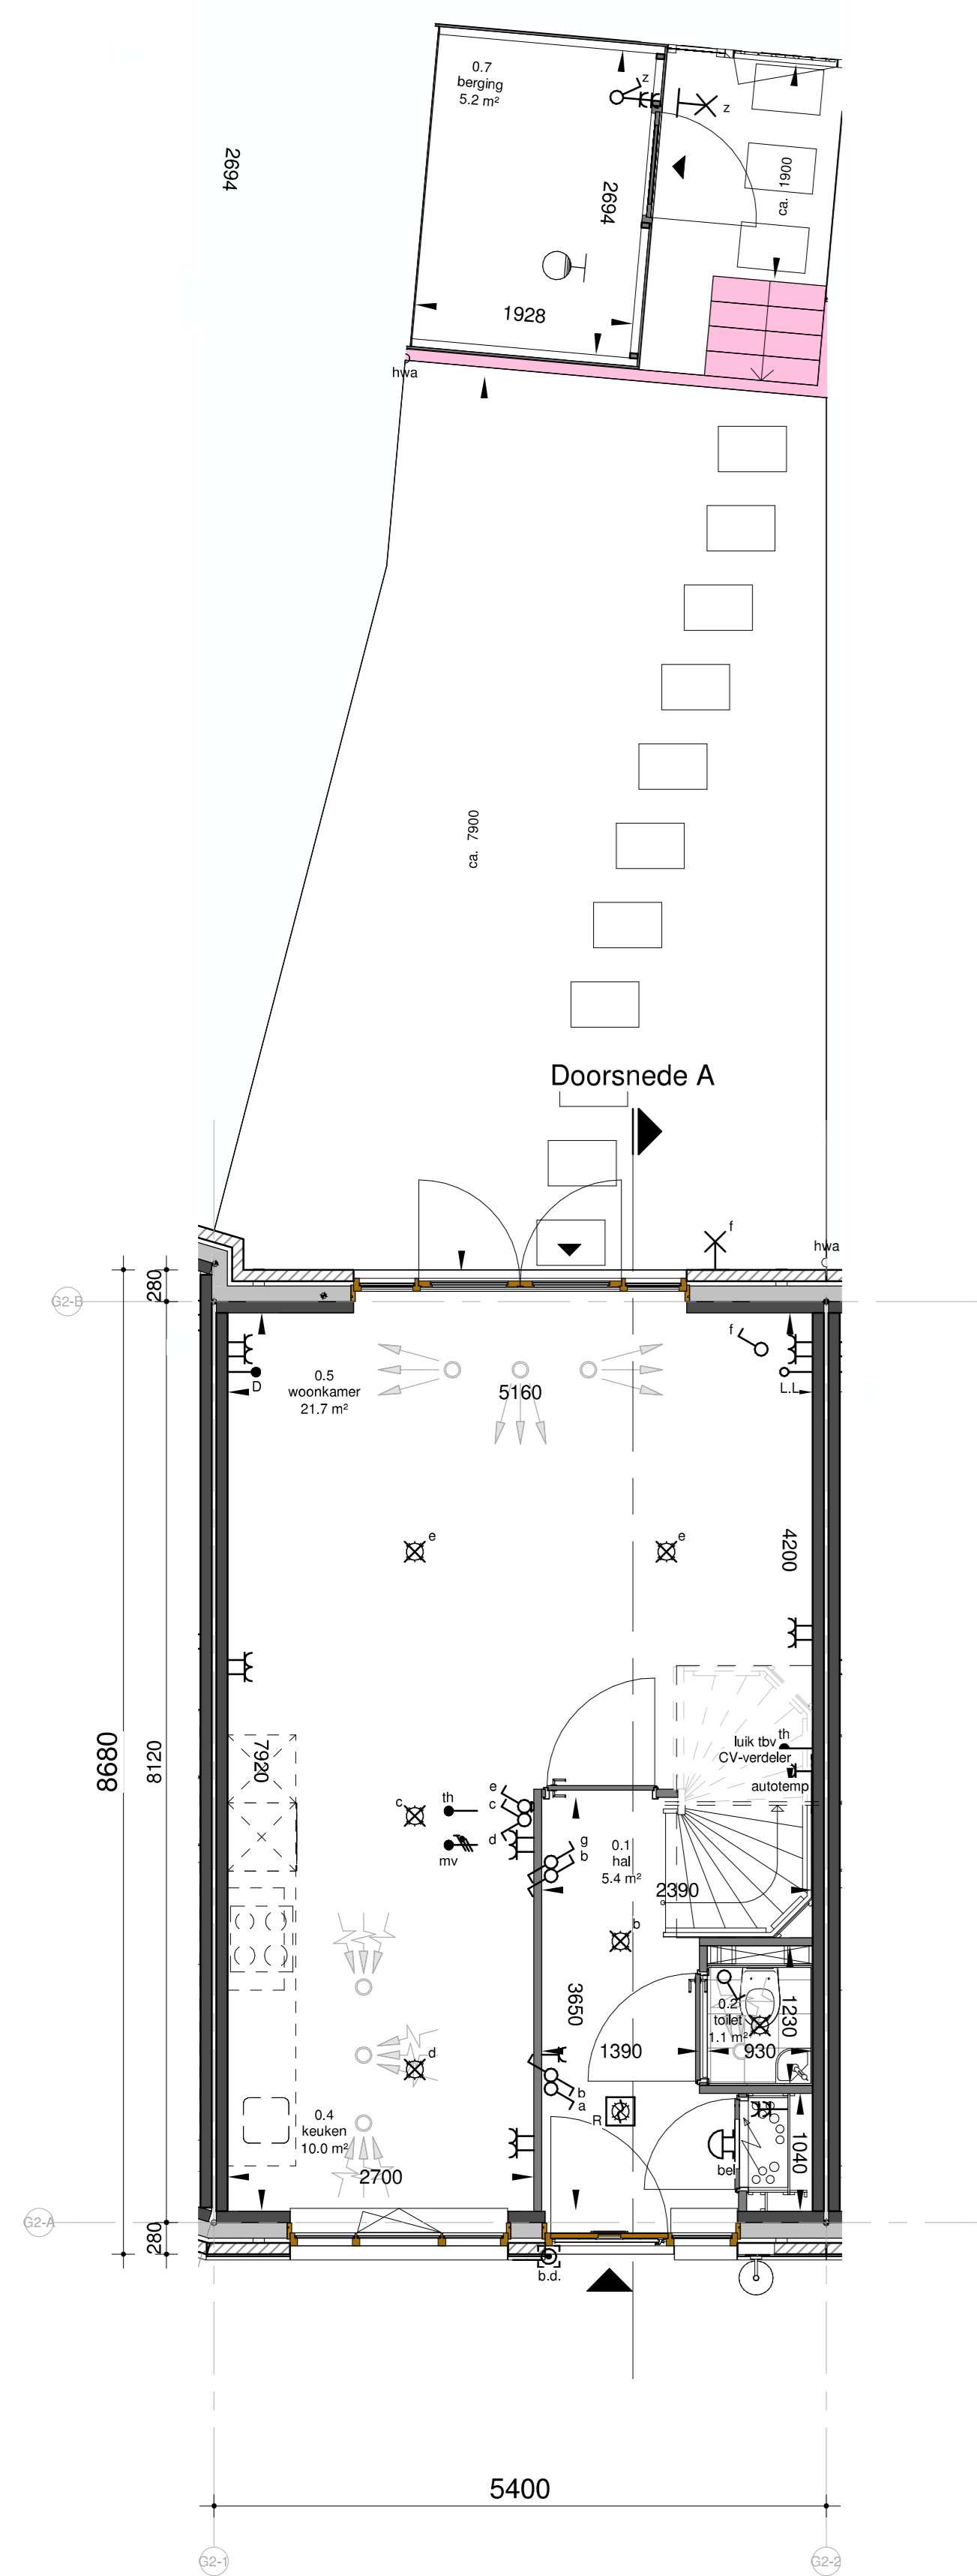 0.7
berging
5.2 m²
z
z
2694
2694
ca. 1900
1928
hwa
ca. 7900
Doorsnede A
f
hwa
280
G2-B
f
D
L.L
0.5
woonkamer
21.7 m²
5160
e
e
4200
luik tbv
th
CV-verdeler
autotemp
7920
8680
8120
c
th
mv
e
c
d
g
b
0.1
hal
5.4 m²
2390
b
3650
0.2
toilet
1.1 m²
1230
1390
930
d
b
a
R
0.4
keuken
10.0 m²
2700
bel
1040
G2-A
280
b.d.
5400
G2-1
G2-2